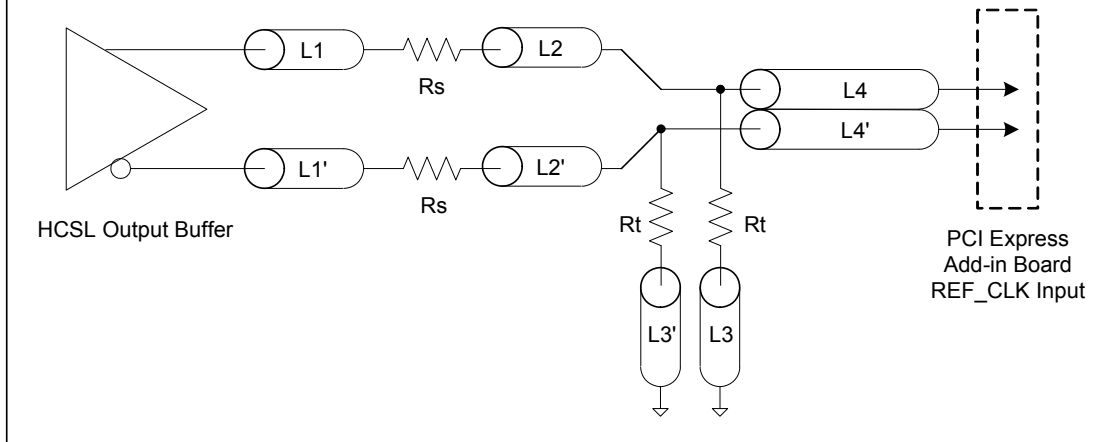 L1
Rs
L2
L4
L4'
L1'
Rs
L2'
HCSL Output Buffer
Rt
Rt
L3'
L3
PCI Express
Add-in Board
REF_CLK Input